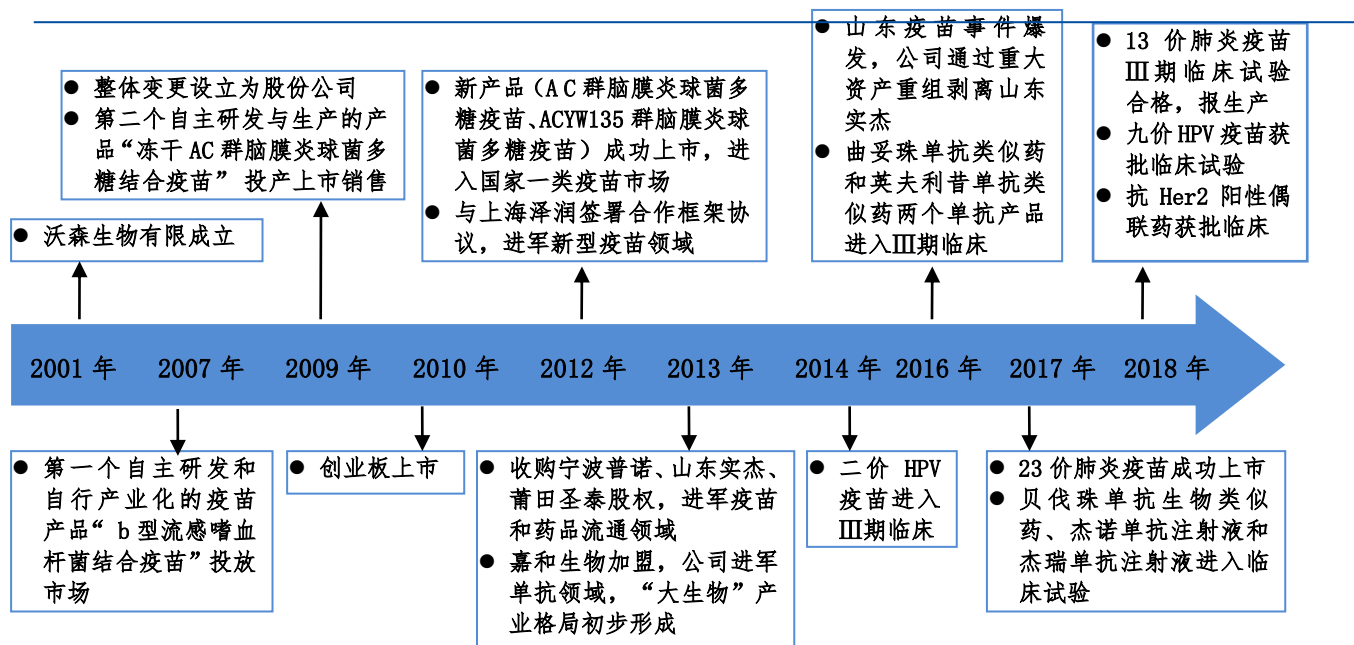 ● 整体变更设立为股份公司
● 第二个自主研发与生产的产
品“冻干 AC 群脑膜炎球菌多
糖结合疫苗” 投产上市销售
● 新产品（A C 群脑膜炎球菌多
糖疫苗、ACYW135 群脑膜炎球
菌多糖疫苗）成功上市，进
入国家一类疫苗市场
● 与上海泽润签署合作框架协
议，进军新型疫苗领域
● 山东疫苗事件爆
发，公司通过重大
资产重组剥离山东
实杰
● 曲妥珠单抗类似药
和英夫利昔单抗类
似药两个单抗产品
进入Ⅲ期临床
● 13 价肺炎疫苗
Ⅲ期临床试验
合格，报生产
● 九价 HPV 疫苗获
批临床试验
● 抗 Her2 阳性偶
联药获批临床
● 沃森生物有限成立
2001 年 2007 年 2009 年 2010 年 2012 年 2013 年 2014 年 2016 年 2017 年 2018 年
● 第一个自主研发和
自行产业化的疫苗
产品“ b 型流感嗜血
杆菌结合疫苗”投放
市场
● 创业板上市
● 收购宁波普诺、山东实杰、
莆田圣泰股权，进军疫苗
和药品流通领域
● 嘉和生物加盟，公司进军
单抗领域，“大生物”产
业格局初步形成
● 二价 HPV
疫苗进入
Ⅲ期临床
● 23 价肺炎疫苗成功上市
● 贝伐珠单抗生物类似
药、杰诺单抗注射液和
杰瑞单抗注射液进入临
床试验